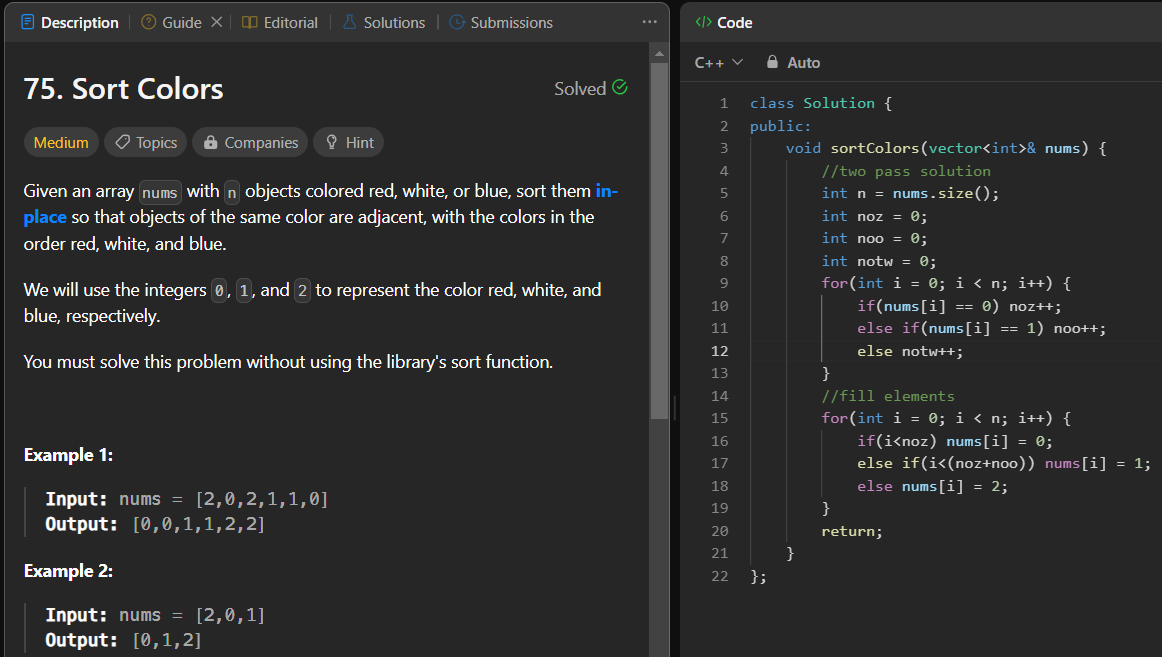 Description | Guide × | Editorial | Solutions | Submissions ...
75. Sort Colors
Solved
Medium Topics Companies Hint
Given an array nums with n objects colored red, white, or blue, sort them in-
place so that objects of the same color are adjacent, with the colors in the
order red, white, and blue.
We will use the integers 0, 1, and 2 to represent the color red, white, and
blue, respectively.
You must solve this problem without using the library's sort function.
Example 1:
Input: nums = [2,0,2,1,1,0]
Output: [0,0,1,1,2,2]
Example 2:
Input: nums = [2,0,1]
Output: [0,1,2]
</> Code
C++ Auto
1 class Solution {
2 public:
3     void sortColors(vector<int>& nums) {
4         //two pass solution
5         int n = nums.size();
6         int noz = 0;
7         int noo = 0;
8         int notw = 0;
9         for(int i = 0; i < n; i++) {
10             if(nums[i] == 0) noz++;
11             else if(nums[i] == 1) noo++;
12             else notw++;
13         }
14         //fill elements
15         for(int i = 0; i < n; i++) {
16             if(i<noz) nums[i] = 0;
17             else if(i<(noz+noo)) nums[i] = 1;
18             else nums[i] = 2;
19         }
20         return;
21     }
22 };